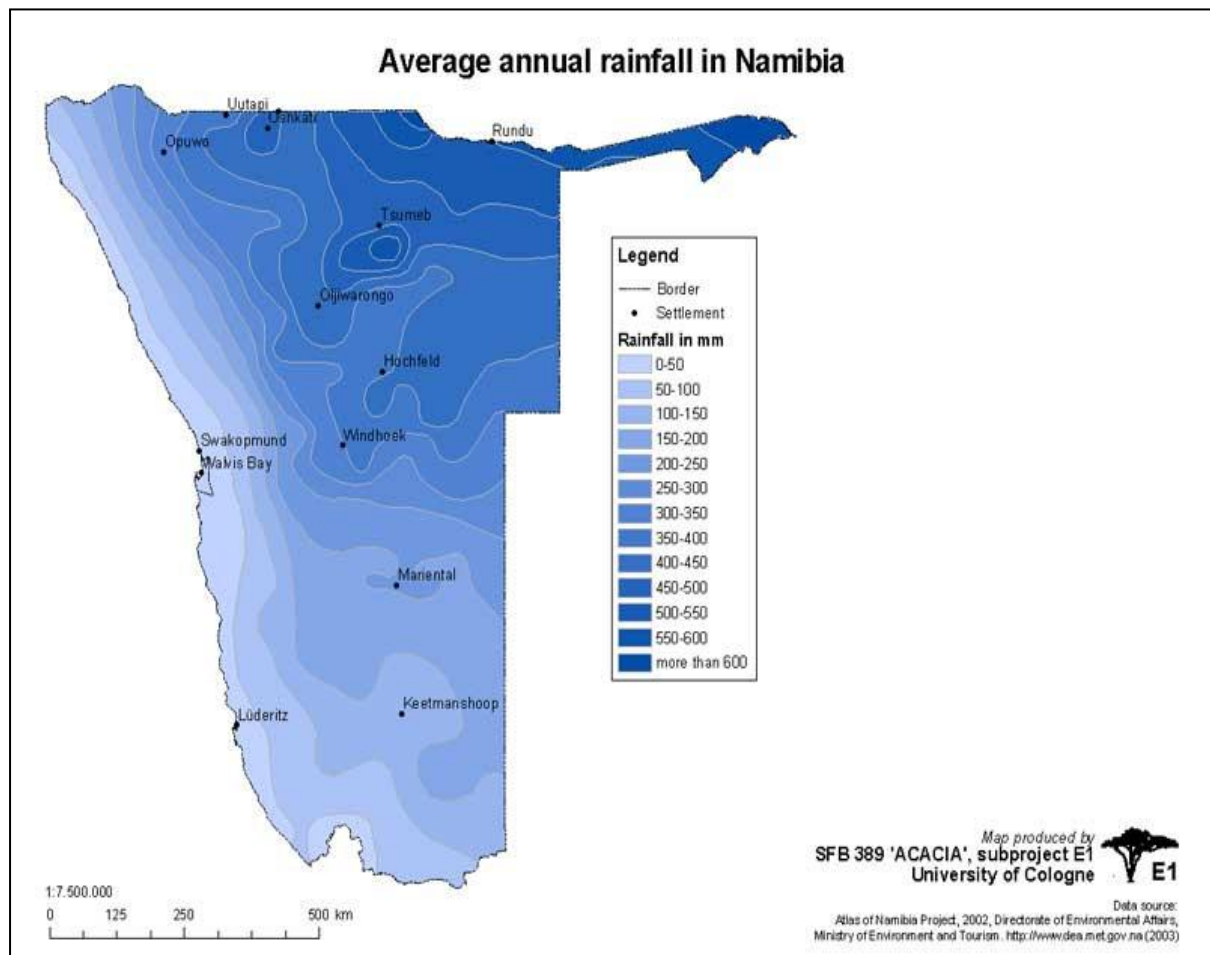 Average annual rainfall in Namibia
Uutapi
Oshkati
Opuwo
Rundu
Tsumeb
Otjiwarongo
Hochfeld
Windhoek
Swakopmund
Walvis Bay
Mariental
Keetmanshoop
Lüderitz
Legend
Border
Settlement
Rainfall in mm
0-50
50-100
100-150
150-200
200-250
250-300
300-350
350-400
400-450
450-500
500-550
550-600
more than 600
1:7.500.000
0 125 250 500 km
Map produced by
SFB 389 'ACACIA', subproject E1
University of Cologne
E1
Data source:
Atlas of Namibia Project, 2002, Directorate of Environmental Affairs,
Ministry of Environment and Tourism. http://www.dea.met.gov.na (2003)